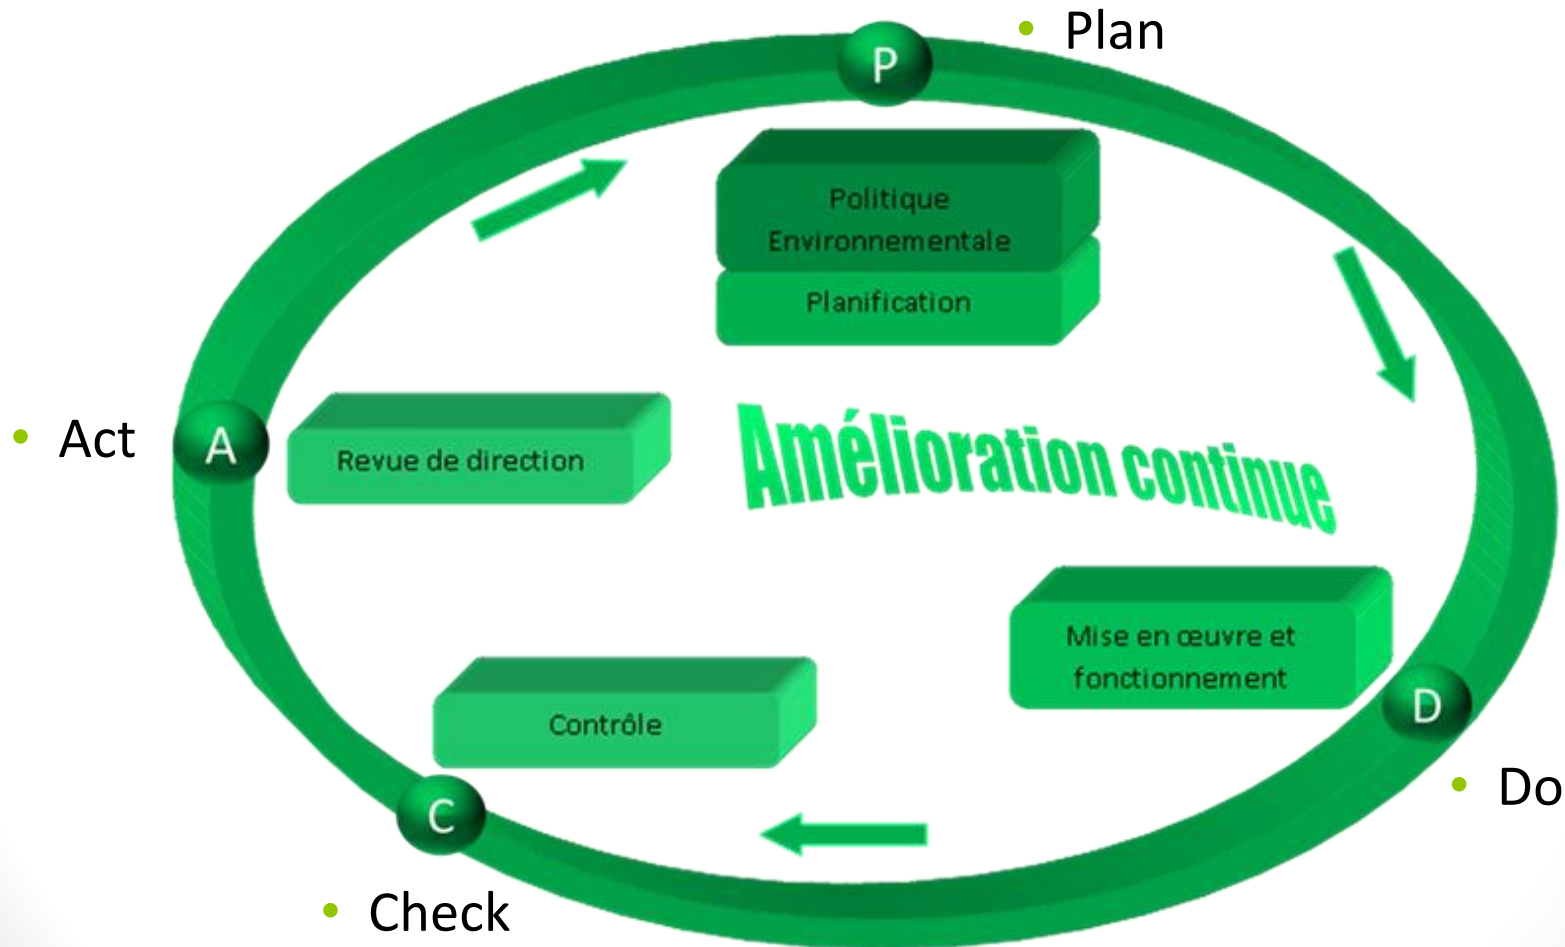 • Plan
P
Politique
Environnementale
Planification
• Act
A
Revue de direction
Amélioration continue
Mise en œuvre et
fonctionnement
D
• Do
Contrôle
C
• Check